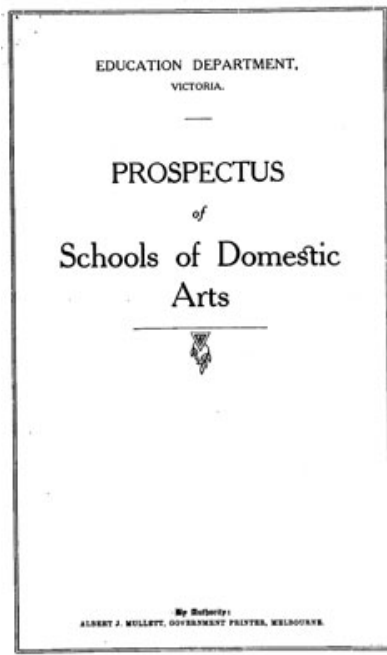 EDUCATION DEPARTMENT,
VICTORIA.
PROSPECTUS
of
Schools of Domestic
Arts
By Authority:
ALBERT J. MULLETT, GOVERNMENT PRINTER, MELBOURNE.